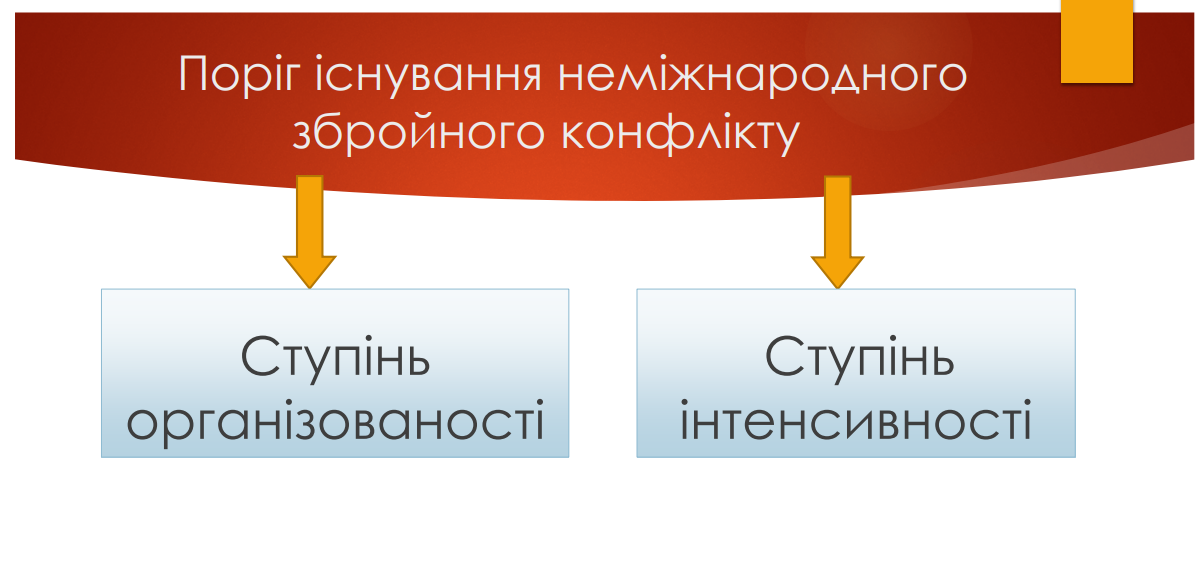 Поріг існування неміжнародного
збройного конфлікту
Ступінь
організованості
Ступінь
інтенсивності